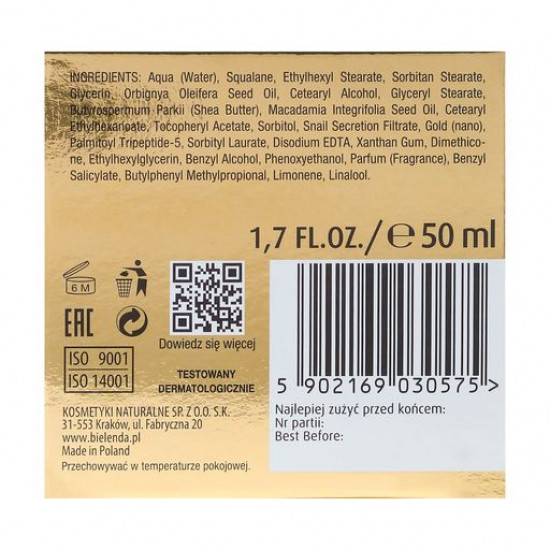 INGREDIENTS: Aqua (Water), Squalane, Ethylhexyl Stearate, Sorbitan Stearate,
Glycerin, Orbignya Oleifera Seed Oil, Cetearyl Alcohol, Glyceryl Stearate,
Butyrospermum Parkii (Shea Butter), Macadamia Integrifolia Seed Oil, Cetearyl
Ethylhexanoate, Tocopheryl Acetate, Sorbitol, Snail Secretion Filtrate, Gold (nano),
Palmitoyl Tripeptide-5, Sorbityl Laurate, Disodium EDTA, Xanthan Gum, Dimethico-
ne, Ethylhexylglycerin, Benzyl Alcohol, Phenoxyethanol, Parfum (Fragrance), Benzyl
Salicylate, Butylphenyl Methylpropional, Limonene, Linalool.
1,7 FL.OZ./℮50 ml
6 M
EAC
Dowiedz się więcej
ISO 9001
ISO 14001
TESTOWANY
DERMATOLOGICZNIE
5 902169 030575 >
KOSMETYKI NATURALNE SP. Z O.O. S.K.
31-553 Kraków, ul. Fabryczna 20
www.bielenda.pl
Made in Poland
Przechowywać w temperaturze pokojowej.
Najlepiej zużyć przed końcem:
Nr partii:
Best Before: